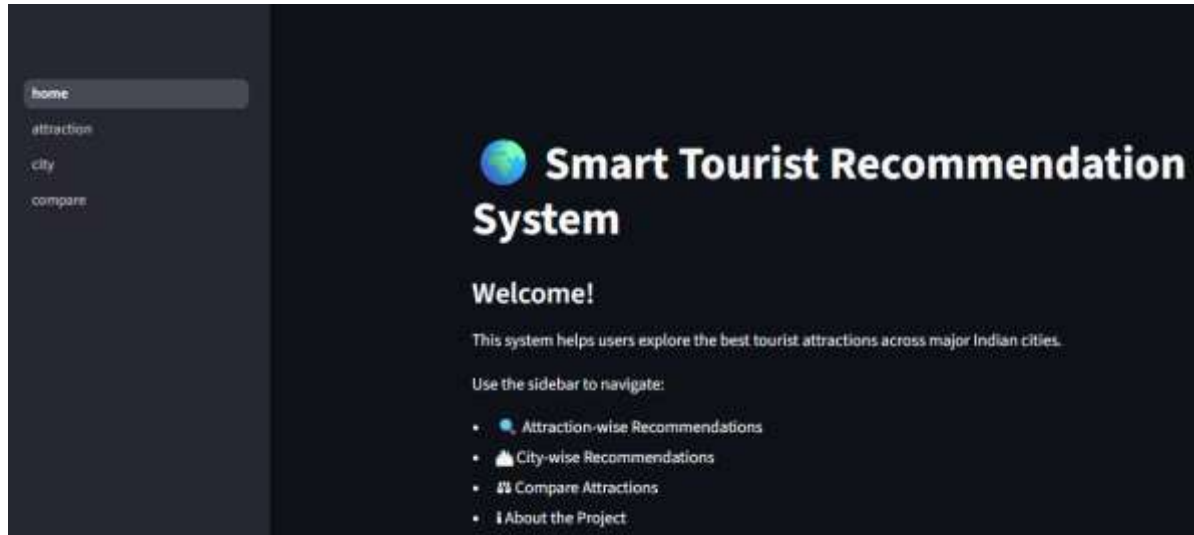 home
attraction
city
compare
🌍 Smart Tourist Recommendation
System
Welcome!
This system helps users explore the best tourist attractions across major Indian cities.
Use the sidebar to navigate:
• 🔍 Attraction-wise Recommendations
• 🏙 City-wise Recommendations
• ⚖ Compare Attractions
• ℹ About the Project